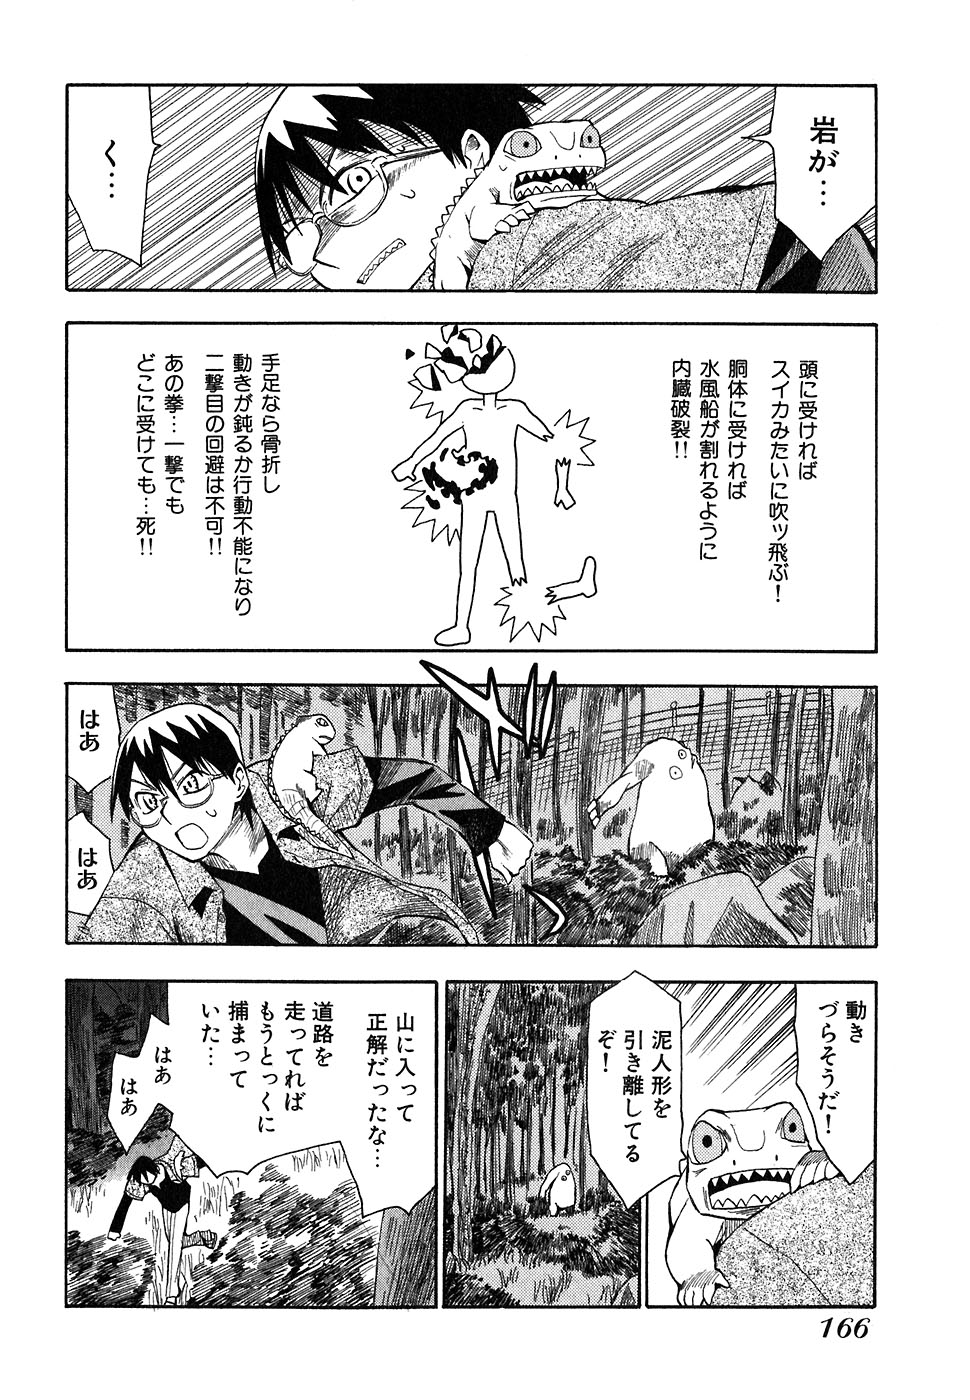 岩が…
く…
頭に受ければ
スイカみたいに吹ッ飛ぶ！
胴体に受ければ
水風船が割れるように
内臓破裂!!
手足なら骨折し
動きが鈍るか行動不能になり
二撃目の回避は不可!!
あの拳…一撃でも
どこに受けても…死!!
はあ
はあ
動き
づらそうだ！
泥人形を
引き離してる
ぞ！
山に入って
正解だったな…
道路を
走ってれば
もうとっくに
捕まって
いた…
はあ
はあ
166